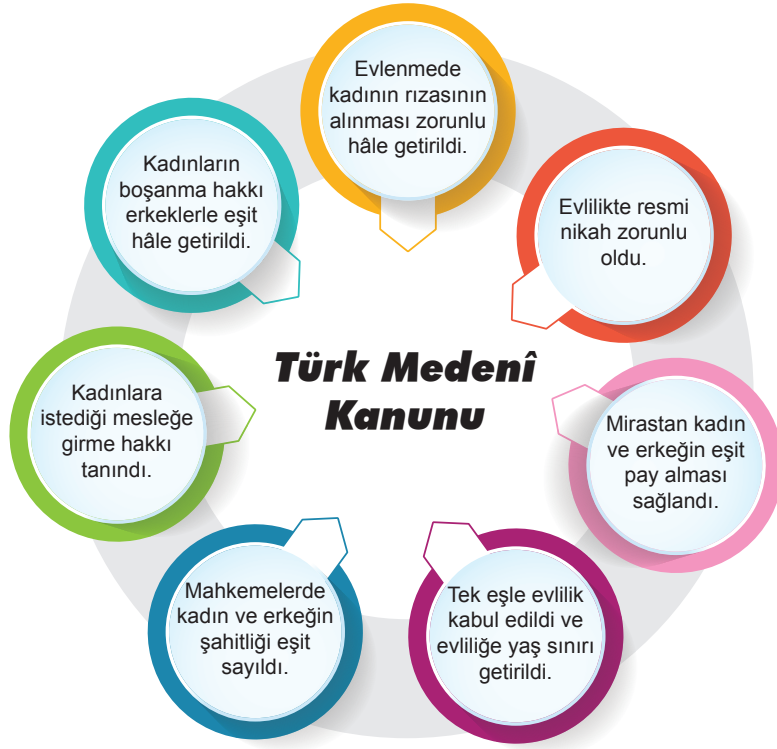 Evlenmede
kadının rızasının
alınması zorunlu
hâle getirildi.
Evlilikte resmi
nikah zorunlu
oldu.
Mirastan kadın
ve erkeğin eşit
pay alması
sağlandı.
Tek eşle evlilik
kabul edildi ve
evliliğe yaş sınırı
getirildi.
Mahkemelerde
kadın ve erkeğin
şahitliği eşit
sayıldı.
Kadınlara
istediği mesleğe
girme hakkı
tanındı.
Kadınların
boşanma hakkı
erkeklerle eşit
hâle getirildi.
Türk Medenî
Kanunu